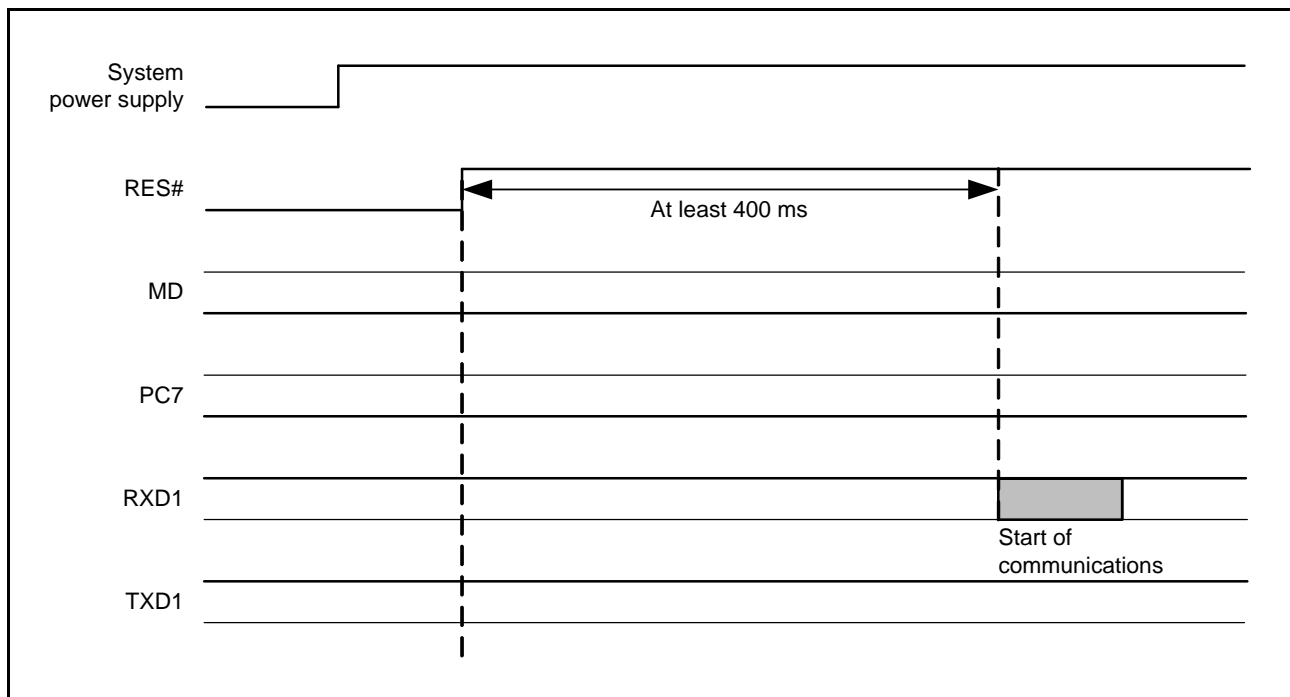 System
power supply
RES#
At least 400 ms
MD
PC7
RXD1
Start of
communications
TXD1